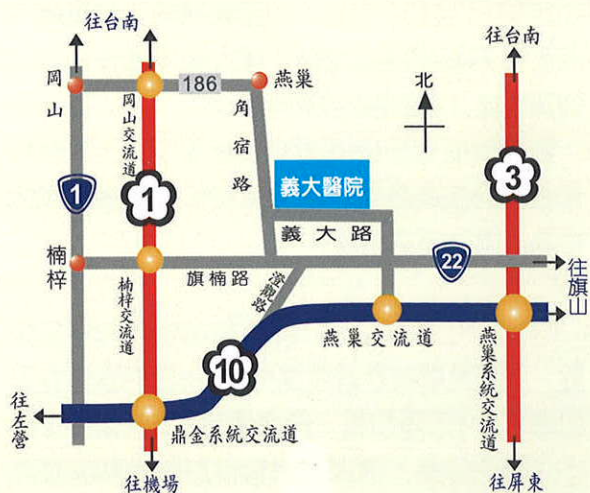 往台南
往台南
岡山
186
燕巢
岡山交流道
角宿路
北
1
1
義大醫院
3
義大路
楠梓
22
旗楠路
往旗山
澄觀路
楠梓交流道
燕巢交流道
燕巢系統交流道
10
往左營
鼎金系統交流道
往機場
往屏東